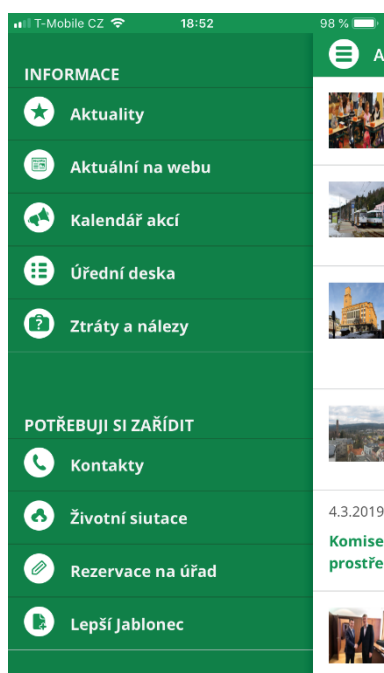 T-Mobile CZ 18:52 98 %
INFORMACE
Aktuality
Aktuální na webu
Kalendář akcí
Úřední deska
Ztráty a nálezy
POTŘEBUJI SI ZAŘÍDIT
Kontakty
Životní siutace
Rezervace na úřad
Lepší Jablonec
A
4.3.2019
Komise
prostře